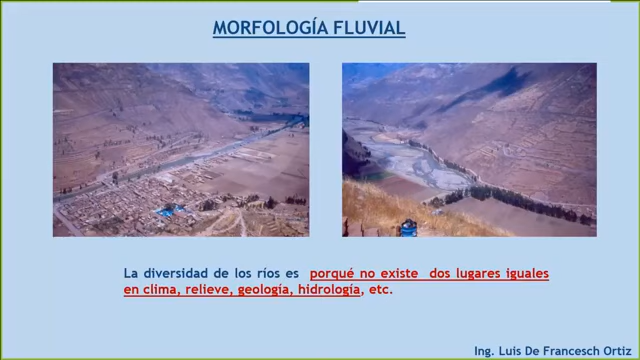 MORFOLOGÍA FLUVIAL
La diversidad de los ríos es porqué no existe dos lugares iguales
en clima, relieve, geología, hidrología, etc.
Ing. Luis De Francesch Ortiz